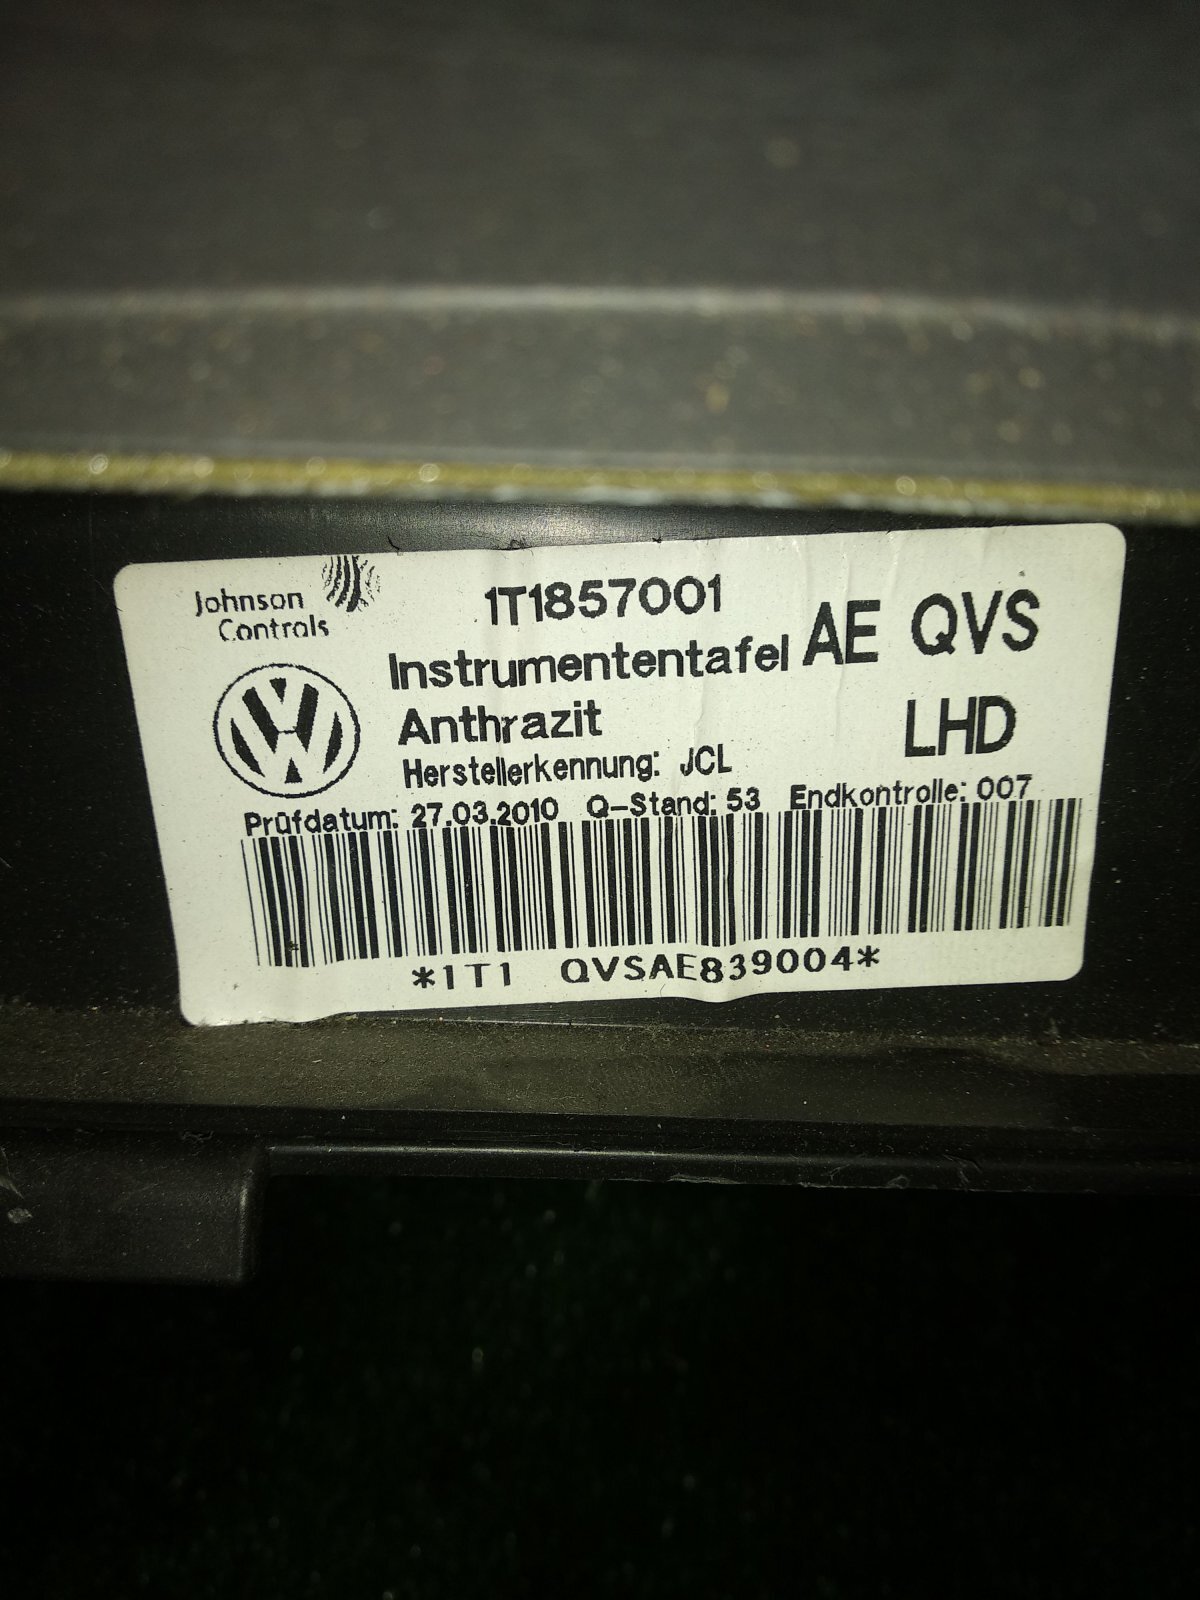 Johnson
Controls
1T1857001
Instrumententafel AE QVS
Anthrazit LHD
Herstellerkennung: JCL
Prüfdatum: 27.03.2010 Q-Stand: 53 Endkontrolle: 007
*1T1 QVSAE839004*